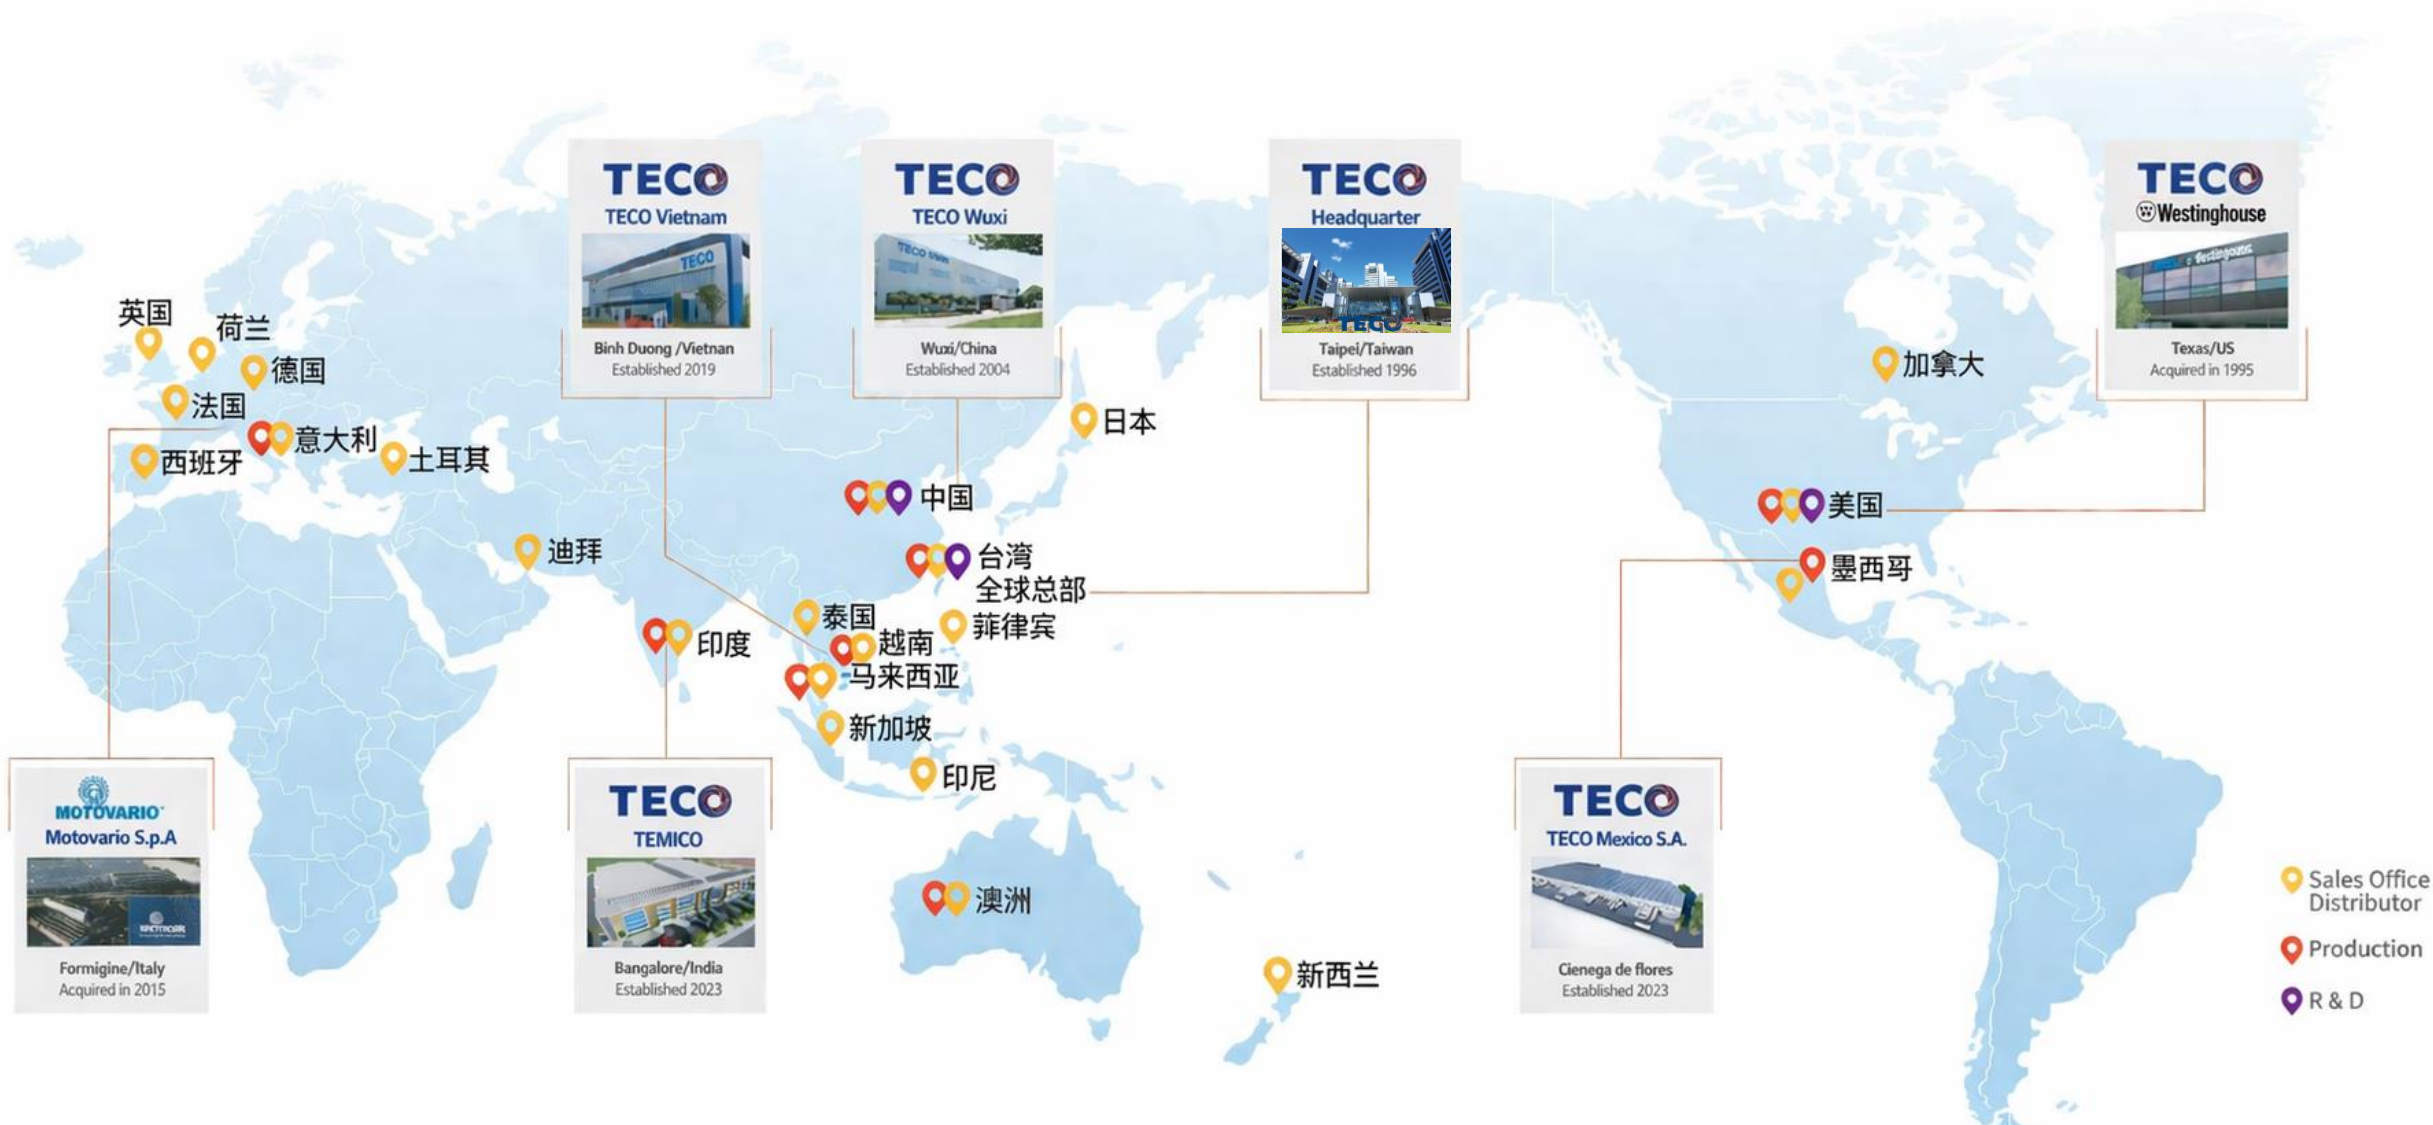 TECO
TECO Vietnam
TECO
Binh Duong /Vietnan
Established 2019
TECO
TECO Wuxi
Wuxi/China
Established 2004
TECO
Headquarter
TECO
Taipei/Taiwan
Established 1996
TECO
Westinghouse
Westinghouse
Texas/US
Acquired in 1995
英国
荷兰
德国
法国
意大利
西班牙
土耳其
日本
加拿大
中国
美国
迪拜
台湾
全球总部
墨西哥
泰国
菲律宾
印度
越南
马来西亚
新加坡
印尼
澳洲
新西兰
MOTOVARIO
Motovario S.p.A
Formigine/Italy
Acquired in 2015
TECO
TEMICO
Bangalore/India
Established 2023
TECO
TECO Mexico S.A.
Cienega de flores
Established 2023
Sales Office
Distributor
Production
R & D